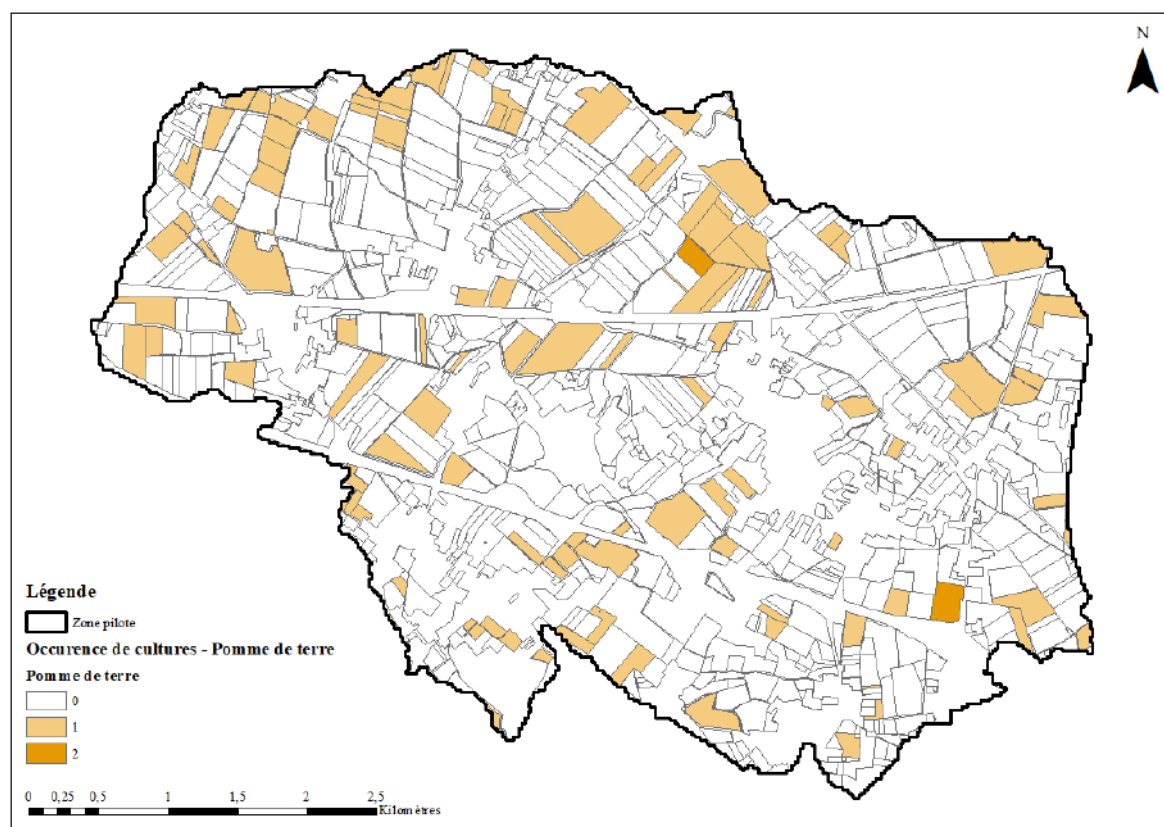 N
Légende
Zone pilote
Occurence de cultures - Pomme de terre
Pomme de terre
0
1
2
0 0,25 0,5 1 1,5 2 2,5
Kilomètres